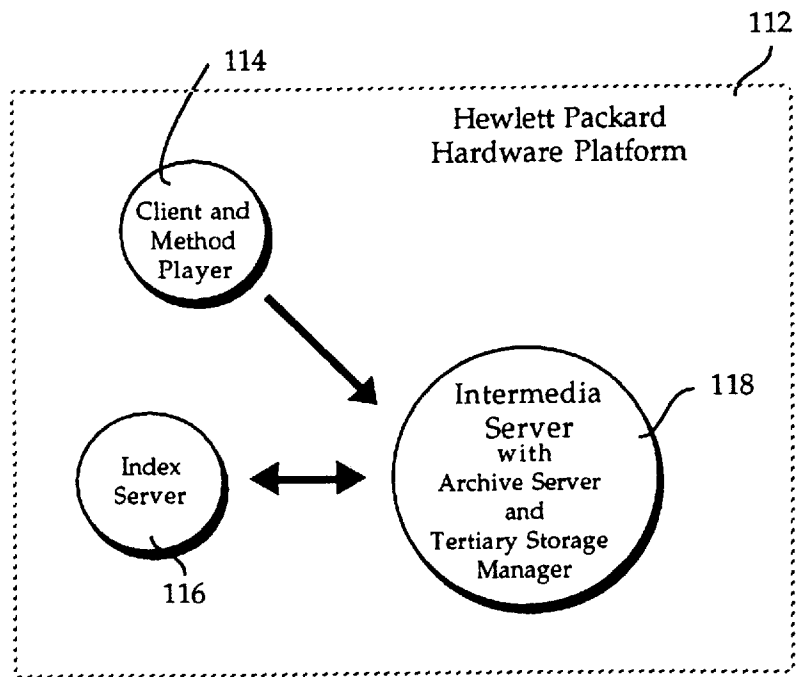 112
114
Hewlett Packard
Hardware Platform
Client and
Method
Player
Intermedia
Server
with
Archive Server
and
Tertiary Storage
Manager
118
Index
Server
116